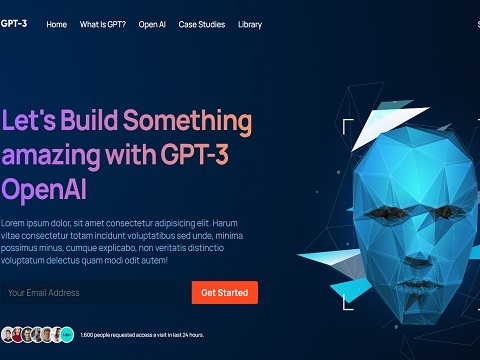 GPT-3 Home What Is GPT? Open AI Case Studies Library S
Let's Build Something
amazing with GPT-3
OpenAI
Lorem ipsum dolor, sit amet consectetur adipisicing elit. Harum
vitae consectetur totam incidunt voluptatibus sed unde, minima
possimus minus, cumque explicabo, non veritatis distinctio
voluptatum delectus quam modi odit autem!
Your Email Address Get Started
1,600 people requested access a visit in last 24 hours.